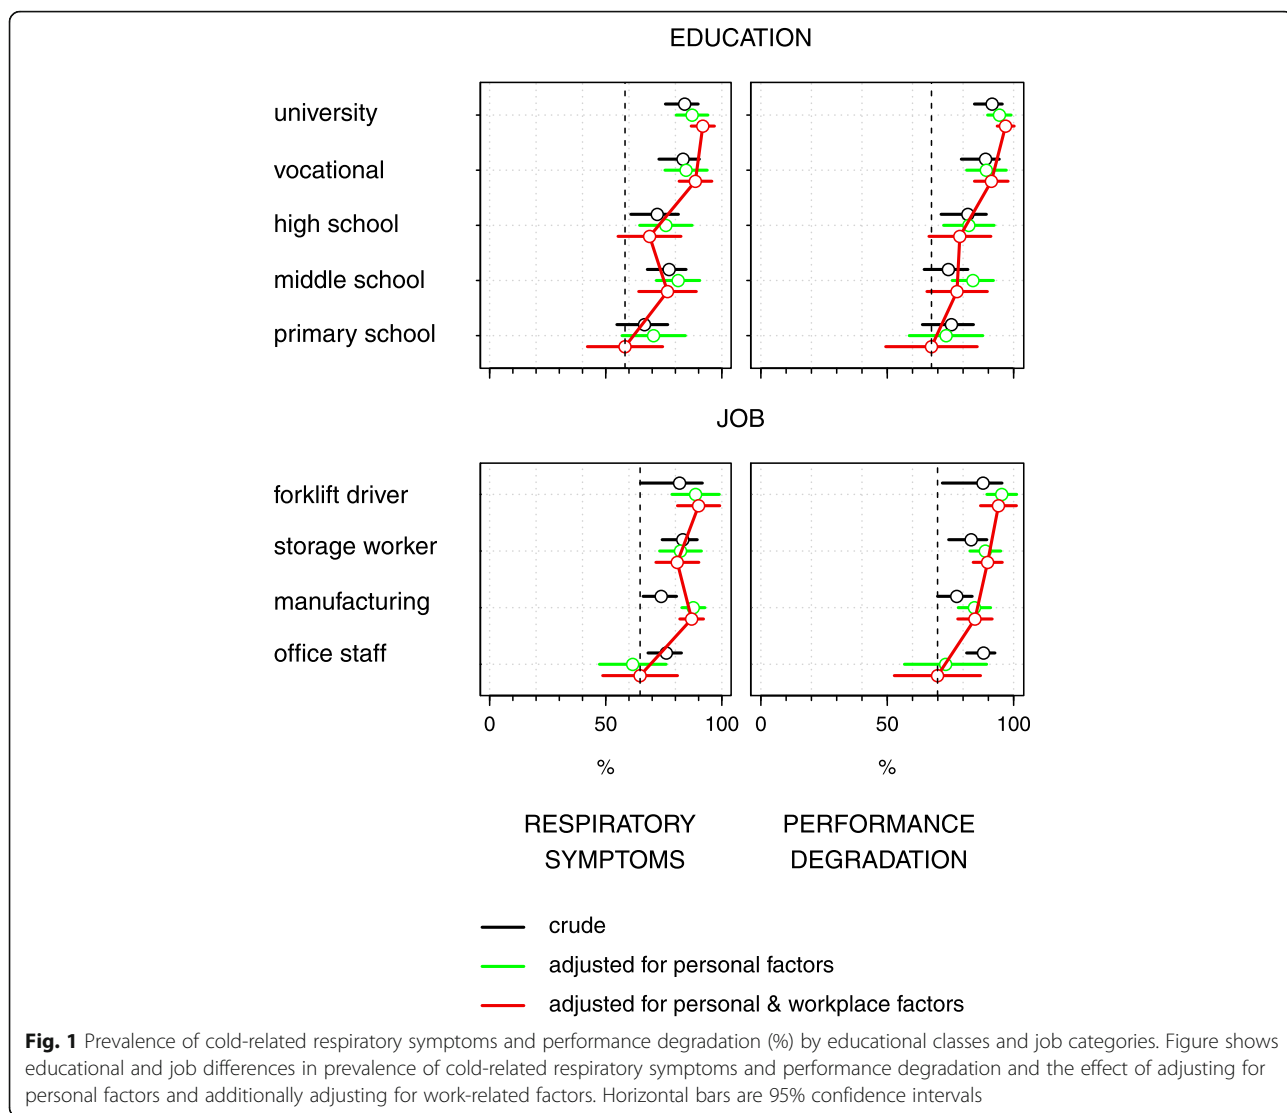 EDUCATION
university
vocational
high school
middle school
primary school
JOB
forklift driver
storage worker
manufacturing
office staff
0 50 100 0 50 100
% %
RESPIRATORY PERFORMANCE
SYMPTOMS DEGRADATION
crude
adjusted for personal factors
adjusted for personal & workplace factors
Fig. 1 Prevalence of cold-related respiratory symptoms and performance degradation (%) by educational classes and job categories. Figure shows
educational and job differences in prevalence of cold-related respiratory symptoms and performance degradation and the effect of adjusting for
personal factors and additionally adjusting for work-related factors. Horizontal bars are 95% confidence intervals